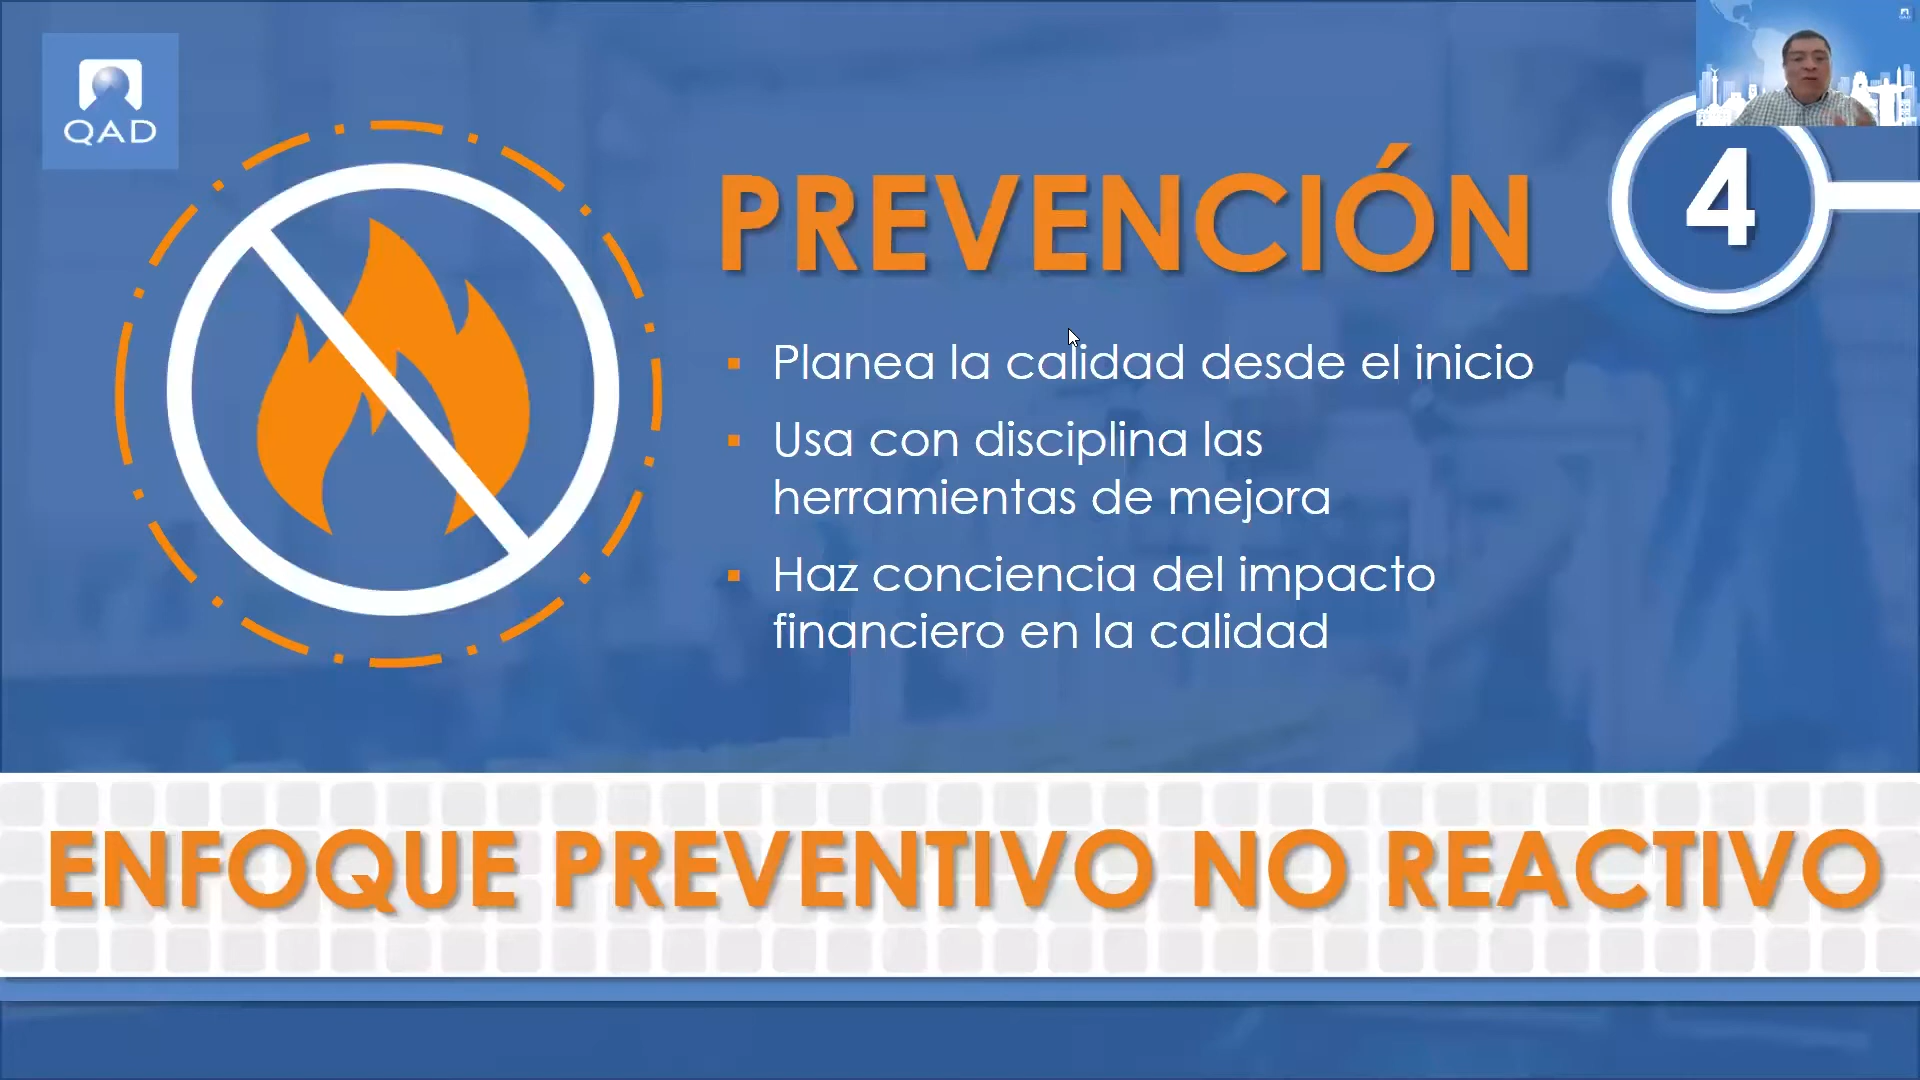 QAD
PREVENCIÓN
4
Planea la calidad desde el inicio
Usa con disciplina las
herramientas de mejora
Haz conciencia del impacto
financiero en la calidad
ENFOQUE PREVENTIVO NO REACTIVO